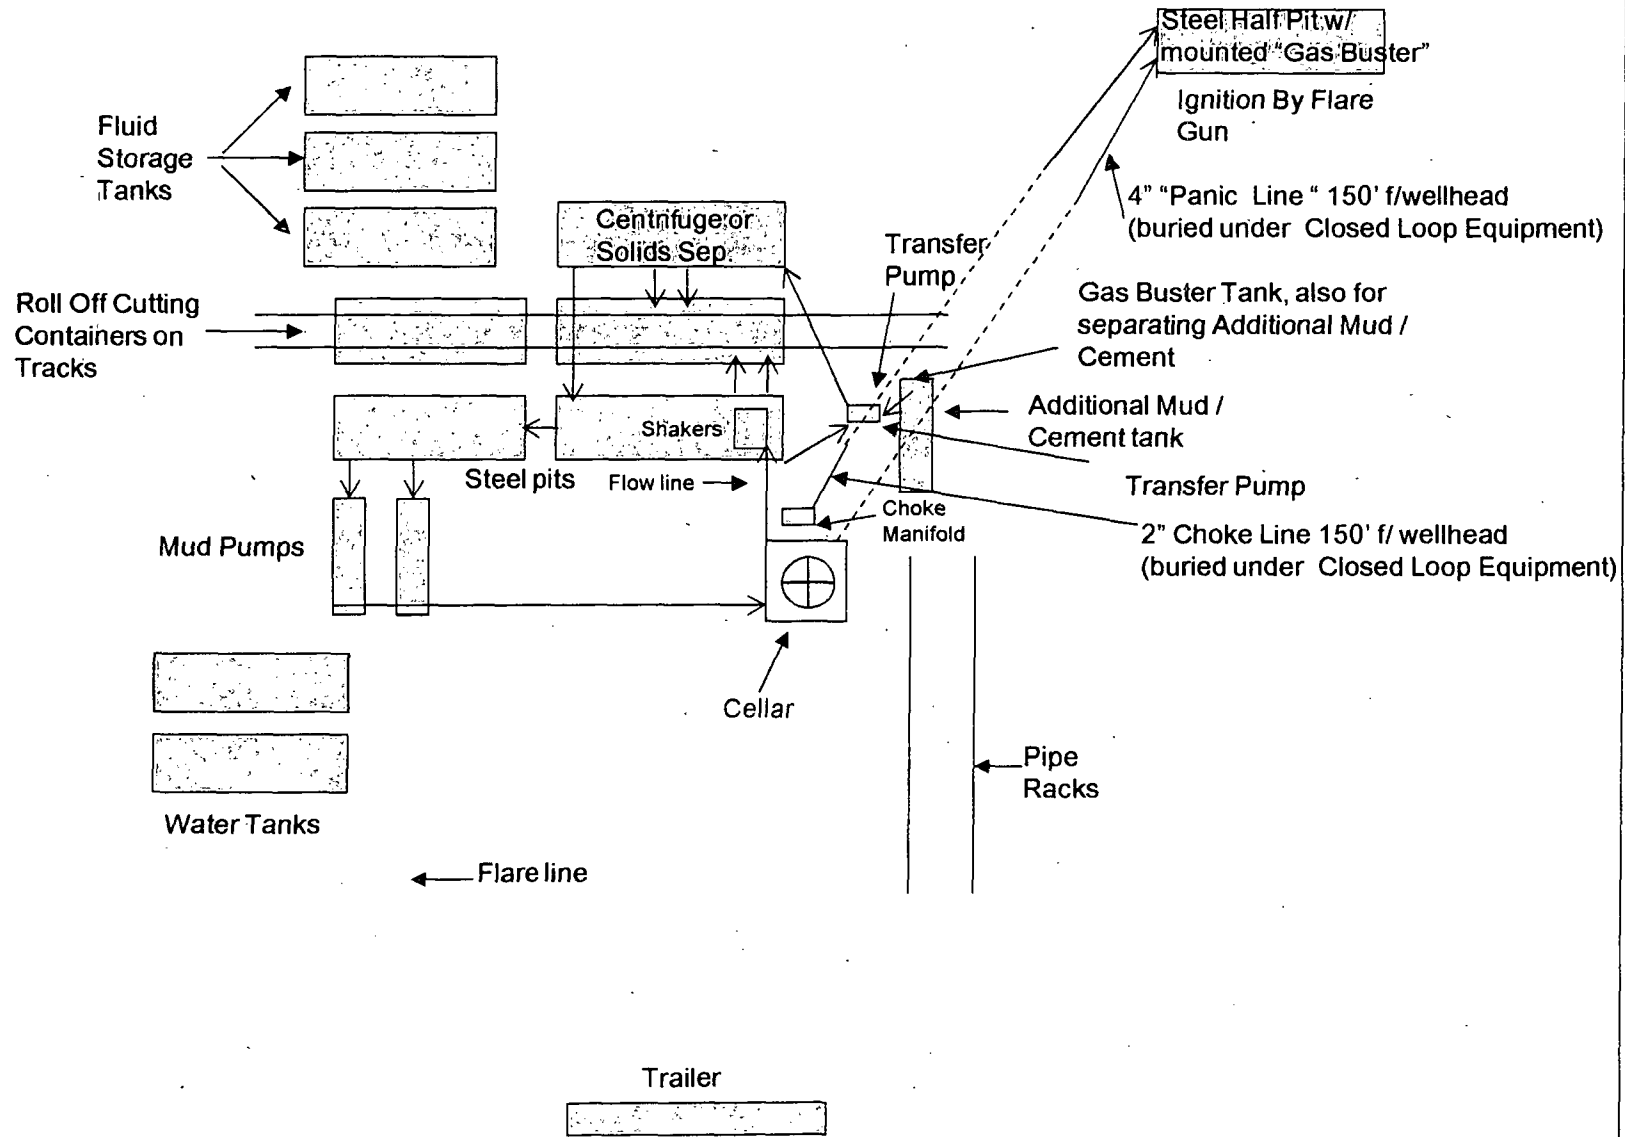 Steel Half Pit w/
mounted "Gas Buster"
Ignition By Flare
Gun
Fluid
Storage
Tanks
4" "Panic Line " 150' f/wellhead
(buried under Closed Loop Equipment)
Centrifuge or
Solids Sep.
Transfer
Pump
Roll Off Cutting
Containers on
Tracks
Gas Buster Tank, also for
separating Additional Mud /
Cement
Additional Mud /
Cement tank
Shakers
Steel pits
Flow line
Transfer Pump
Choke
Manifold
2" Choke Line 150' f/ wellhead
(buried under Closed Loop Equipment)
Mud Pumps
Cellar
Pipe
Racks
Water Tanks
Flare line
Trailer